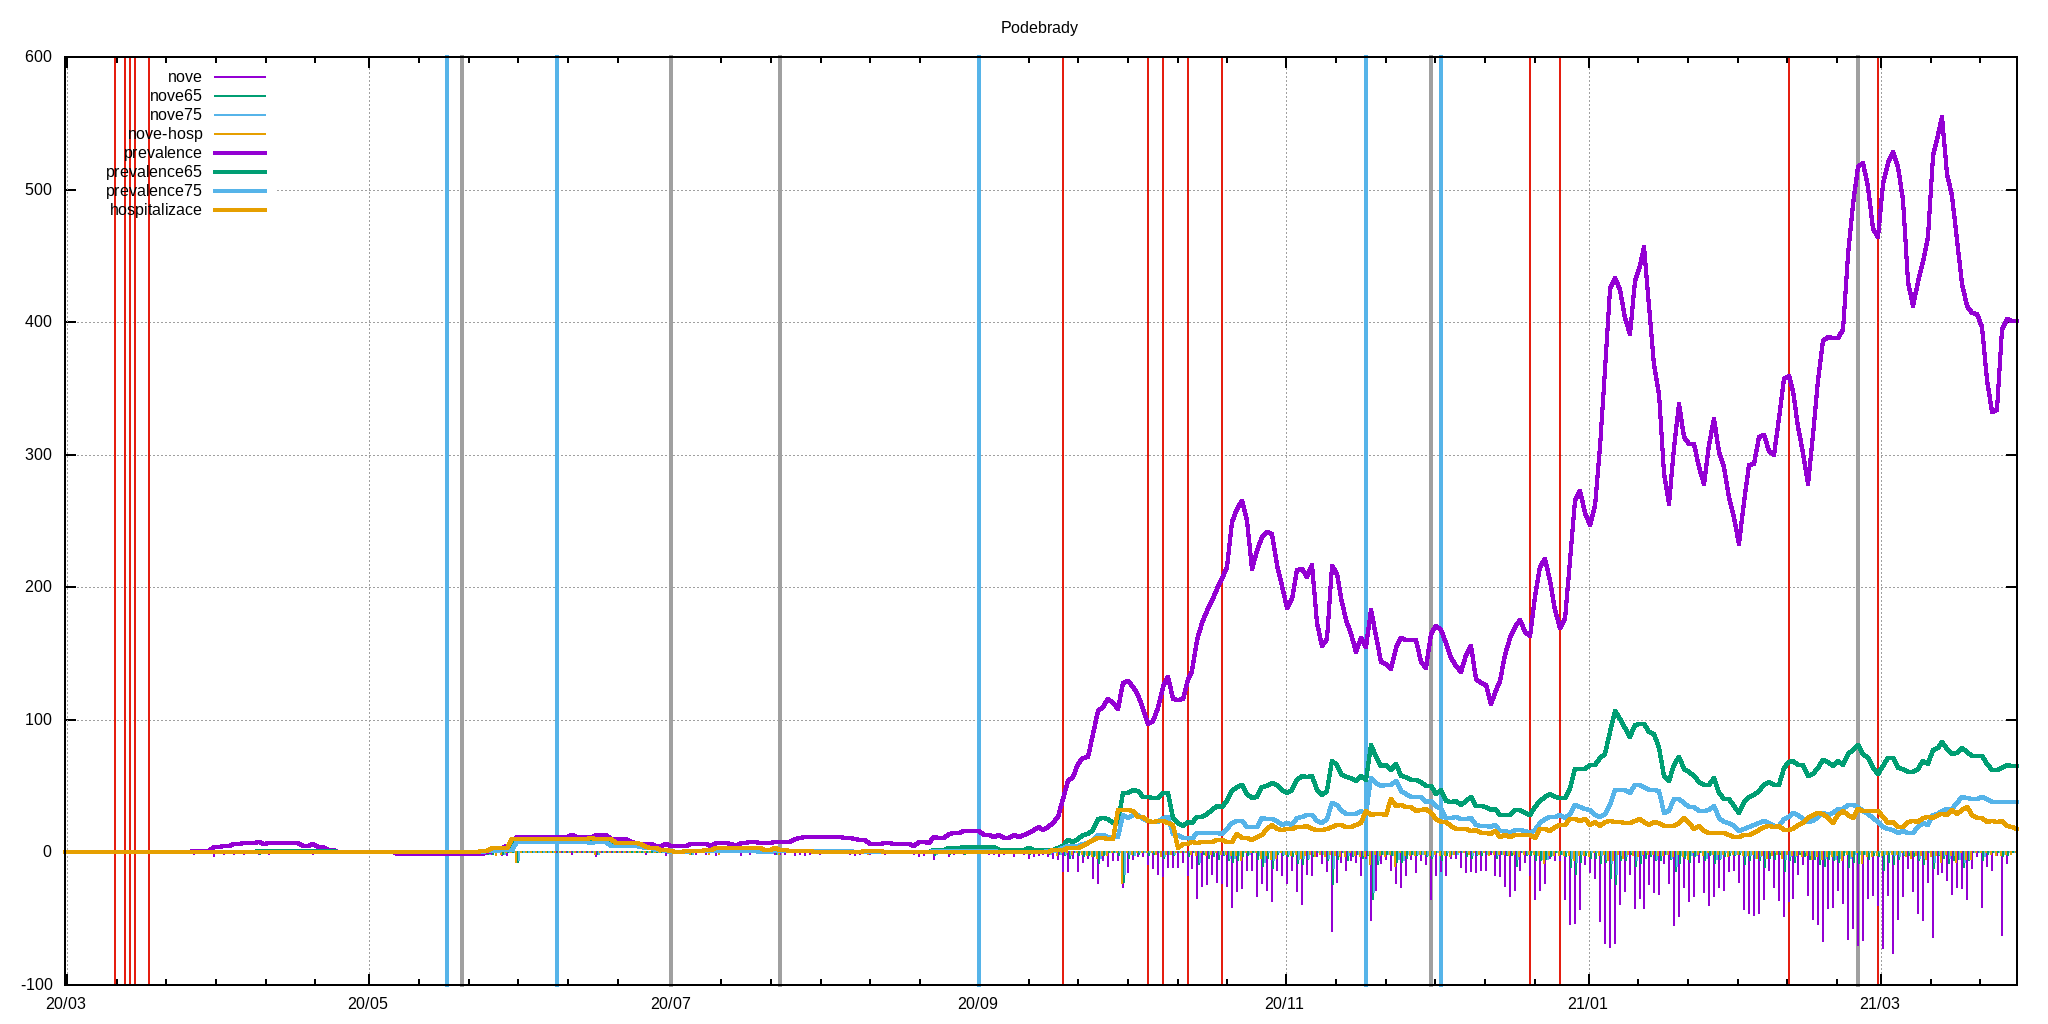 Podebrady
600
500
400
300
200
100
0
-100
nove
nove65
nove75
nove-hosp
prevalence
prevalence65
prevalence75
hospitalizace
20/03
20/05
20/07
20/09
20/11
21/01
21/03